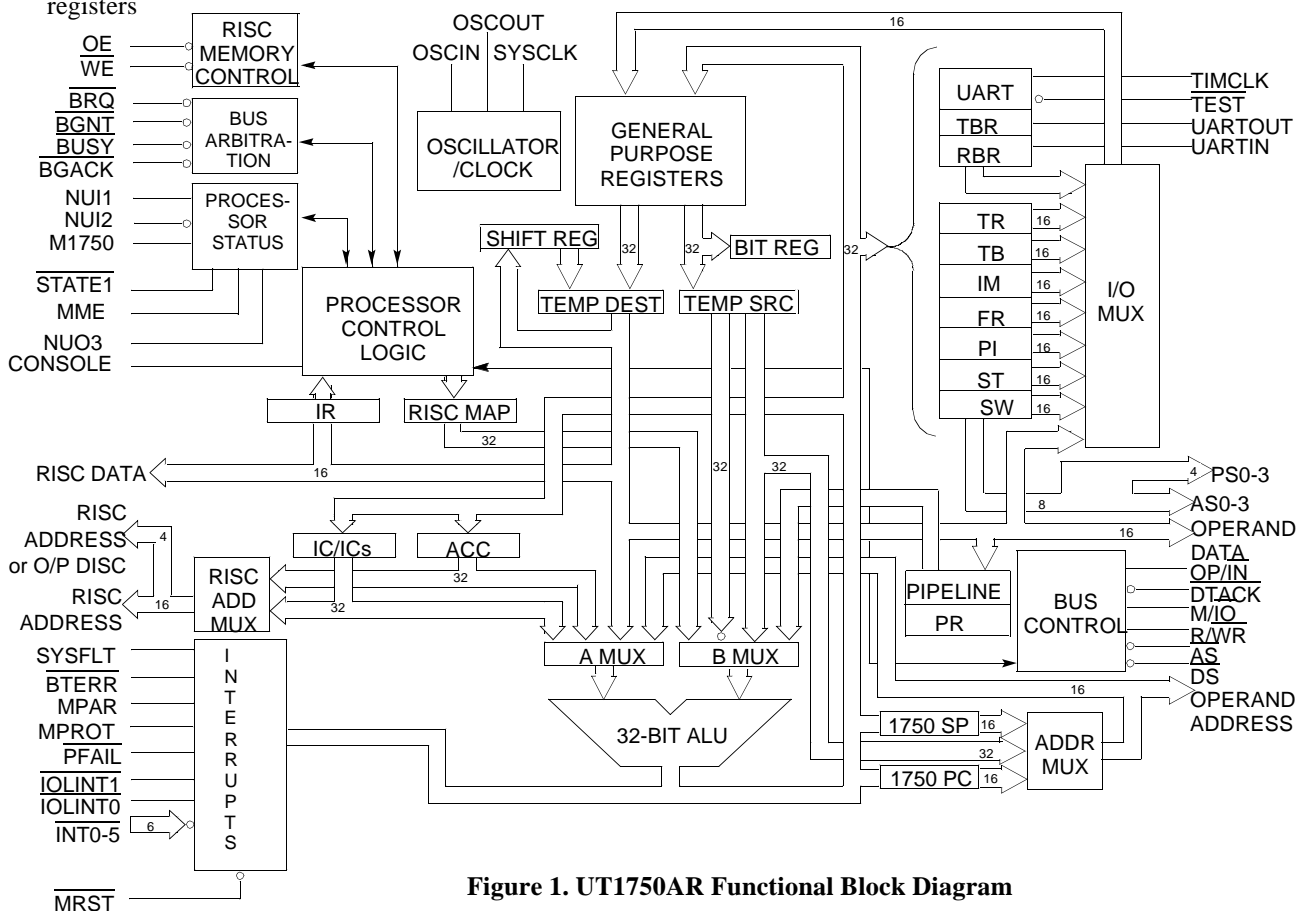 registers
OE
WE
BRQ
BGNT
BUSY
BGACK
NUI1
NUI2
M1750
STATE1
MME
NUO3
CONSOLE
RISC
MEMORY
CONTROL
BUS
ARBITRA-
TION
PROCES-
SOR
STATUS
OSCOUT
OSCIN
SYSCLK
OSCILLATOR
/CLOCK
PROCESSOR
CONTROL
LOGIC
16
GENERAL
PURPOSE
REGISTERS
SHIFT REG
32
32
BIT REG
TEMP DEST
TEMP SRC
32
UART
TBR
RBR
TIMCLK
TEST
UARTOUT
UARTIN
TR
16
TB
16
IM
16
FR
16
PI
16
ST
16
SW
16
I/O
MUX
IR
RISC MAP
32
RISC DATA
16
32
32
4
PS0-3
8
AS0-3
16
OPERAND
DATA
RISC
ADDRESS
or O/P DISC
4
RISC
ADDRESS
16
IC/ICs
ACC
RISC
ADD
MUX
32
32
PIPELINE
PR
BUS
CONTROL
OP/IN
DTACK
M/IO
R/WR
AS
DS
OPERAND
ADDRESS
16
A MUX
B MUX
32-BIT ALU
1750 SP
16
32
1750 PC
16
ADDR
MUX
SYSFLT
BTERR
MPAR
MPROT
PFAIL
IOLINT1
IOLINT0
INT0-5
6
MRST
I
N
T
E
R
R
U
P
T
S
Figure 1. UT1750AR Functional Block Diagram